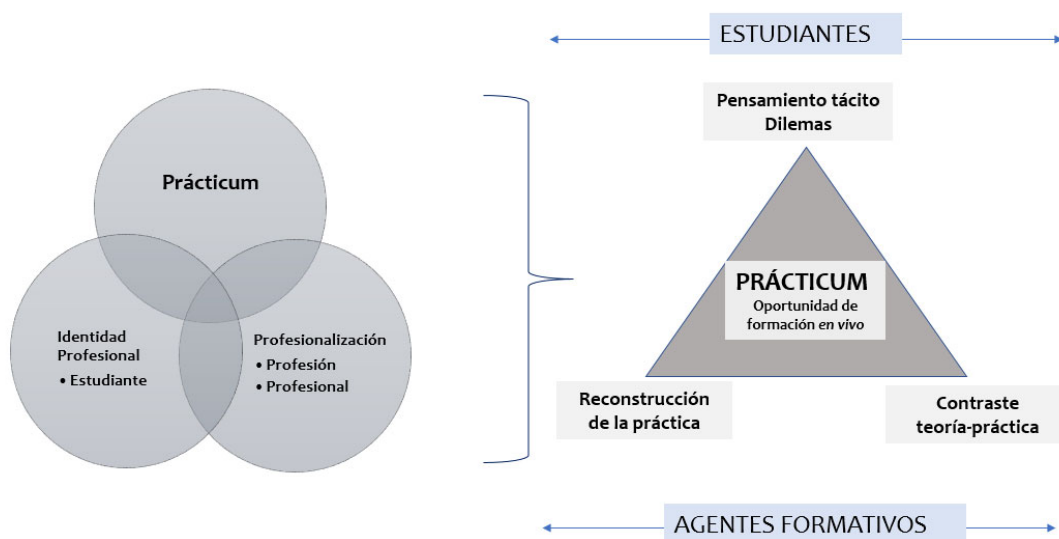 Prácticum
Identidad
Profesional
• Estudiante
Profesionalización
• Profesión
• Profesional
ESTUDIANTES
Pensamiento tácito
Dilemas
PRÁCTICUM
Oportunidad de
formación en vivo
Reconstrucción
de la práctica
Contraste
teoría-práctica
AGENTES FORMATIVOS